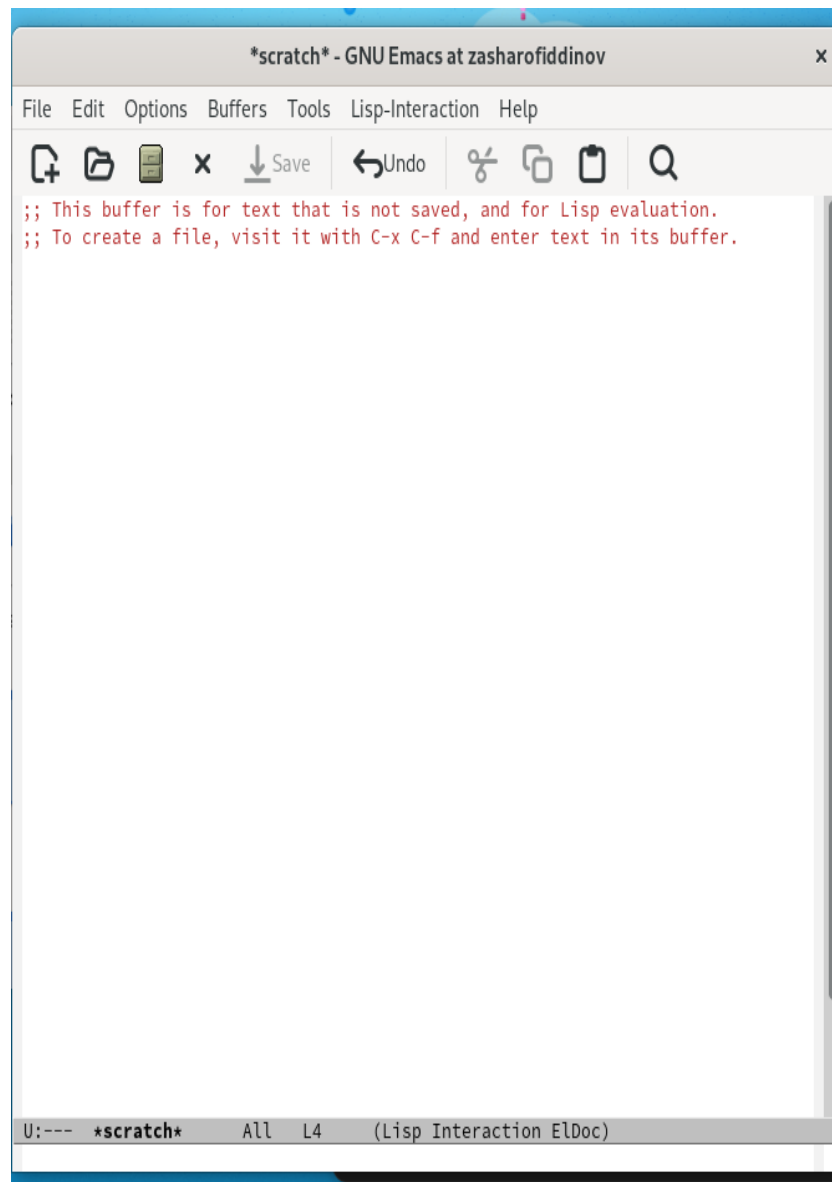 *scratch* - GNU Emacs at zasharofiddinov
File Edit Options Buffers Tools Lisp-Interaction Help
Save Undo
;; This buffer is for text that is not saved, and for Lisp evaluation.
;; To create a file, visit it with C-x C-f and enter text in its buffer.
U:--- *scratch* All L4 (Lisp Interaction ElDoc)